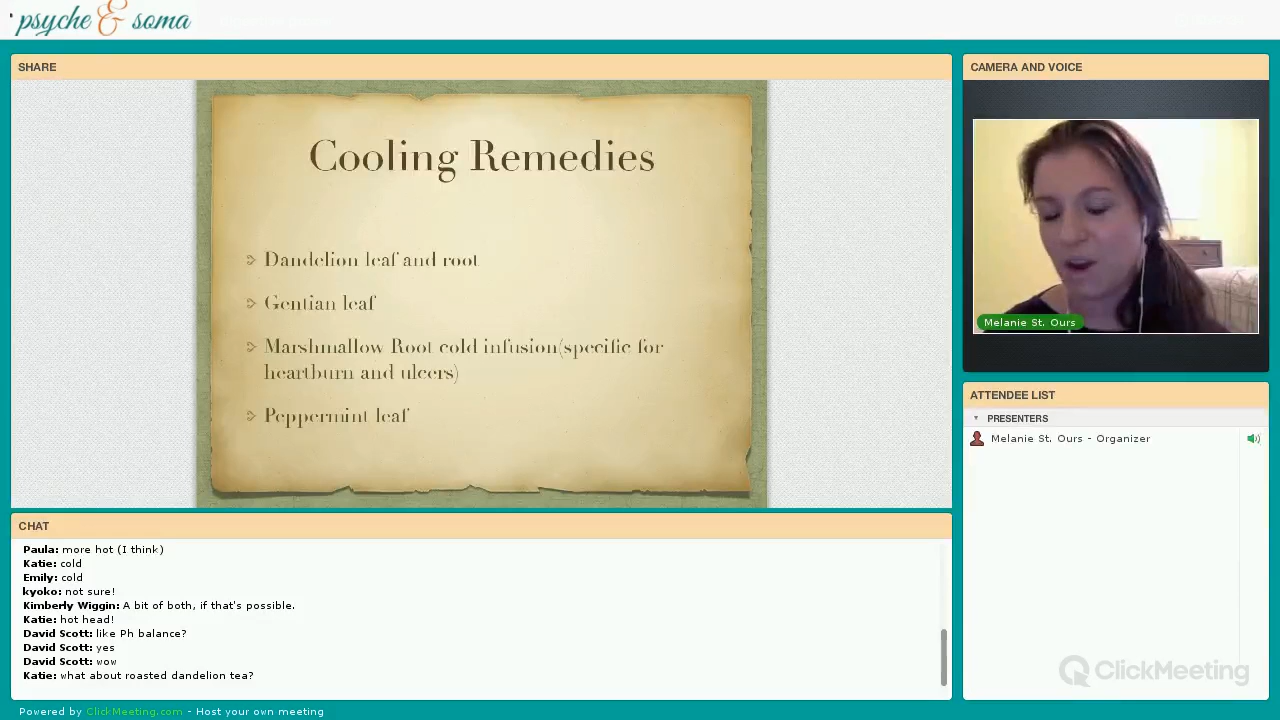 psyche & soma
SHARE
Cooling Remedies
Dandelion leaf and root
Gentian leaf
Marshmallow Root cold infusion(specific for
heartburn and ulcers)
Peppermint leaf
CHAT
Paula: more hot (I think)
Katie: cold
Emily: cold
kyoko: not sure!
Kimberly Wiggin: A bit of both, if that's possible.
Katie: hot head!
David Scott: like Ph balance?
David Scott: yes
David Scott: wow
Katie: what about roasted dandelion tea?
CAMERA AND VOICE
Melanie St. Ours
ATTENDEE LIST
PRESENTERS
Melanie St. Ours - Organizer
ClickMeeting
Powered by ClickMeeting.com - Host your own meeting